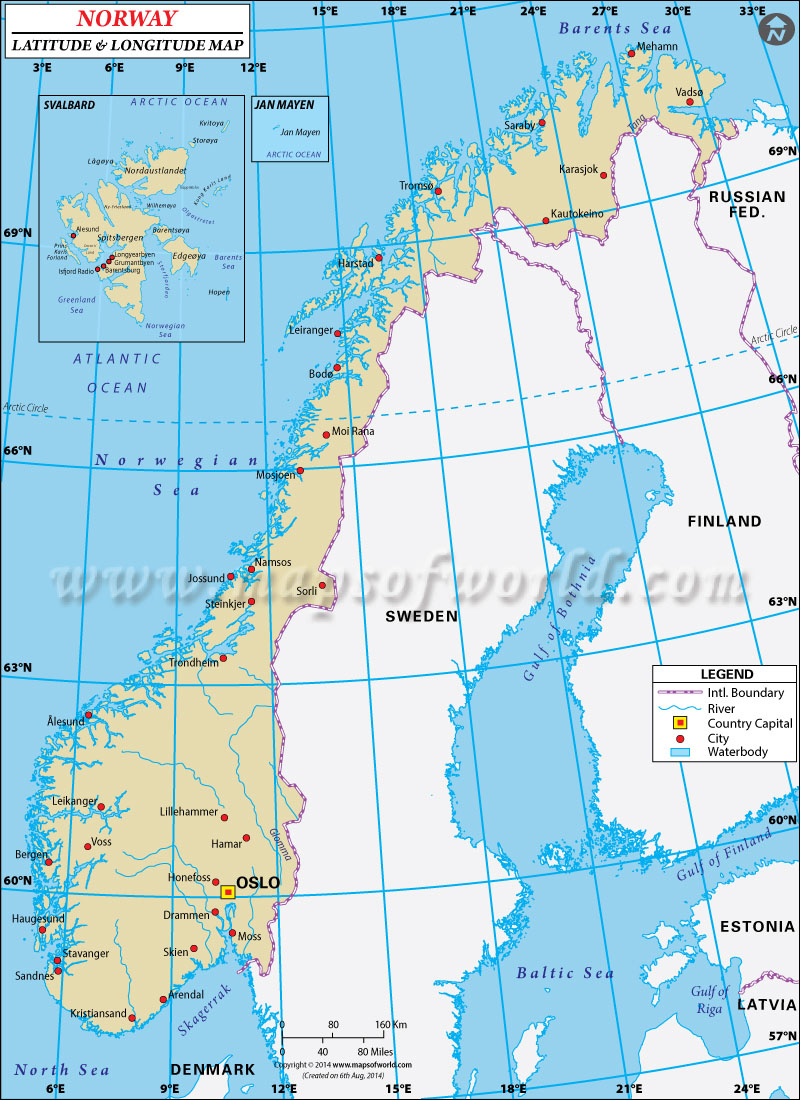 NORWAY
LATITUDE & LONGITUDE MAP
3°E
6°E
9°E
12°E
15°E
18°E
21°E
24°E
27°E
30°E
33°E
N
Barents Sea
Mehamn
Vadsø
Saraby
Tang
Karasjok
Tromsø
Kautokeino
69°N
RUSSIAN
FED.
SVALBARD
ARCTIC OCEAN
Kvitoya
Storøya
Lågøya
Nordaustlandet
Kong Karls Land
Ny-Friesland
Wilhemøya
Olgastretet
Ålesund
Spitsbergen
Barentsøya
Prins
Karls
Forland
Longyearbyen
Grumantbyen
Barentsburg
Isfjord Radio
Edgeøya
Storfjorden
Barents
Sea
Greenland
Sea
Hopen
Norwegian
Sea
JAN MAYEN
Jan Mayen
ARCTIC OCEAN
69°N
Harstad
Leiranger
Bodø
ATLANTIC
OCEAN
Arctic Circle
Arctic Circle
66°N
Moi Rana
66°N
Norwegian
Sea
Mosjoen
FINLAND
www.mapsofworld.com
Namsos
Jossund
Sorli
Steinkjer
SWEDEN
Gulf of Bothnia
63°N
63°N
Trondheim
LEGEND
Intl. Boundary
River
Country Capital
City
Waterbody
Ålesund
Leikanger
Lillehammer
Voss
Hamar
Glomma
Bergen
60°N
60°N
Gulf of Finland
Honefoss
OSLO
Haugesund
Drammen
Moss
ESTONIA
Stavanger
Skien
Sandnes
Baltic Sea
Arendal
Skagerrak
Kristiansand
Gulf of
Riga
LATVIA
0 80 160 Km
0 40 80 Miles
57°N
North Sea
DENMARK
Copyright © 2014 www.mapsofworld.com
(Created on 6th Aug, 2014)
6°E
9°E
12°E
15°E
18°E
21°E
24°E